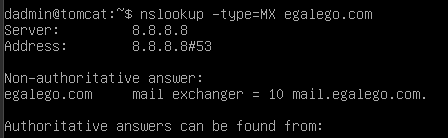 dadmin@tomcat:~$ nslookup -type=MX egalego.com
Server:         8.8.8.8
Address:        8.8.8.8#53

Non-authoritative answer:
egalego.com     mail exchanger = 10 mail.egalego.com.

Authoritative answers can be found from: